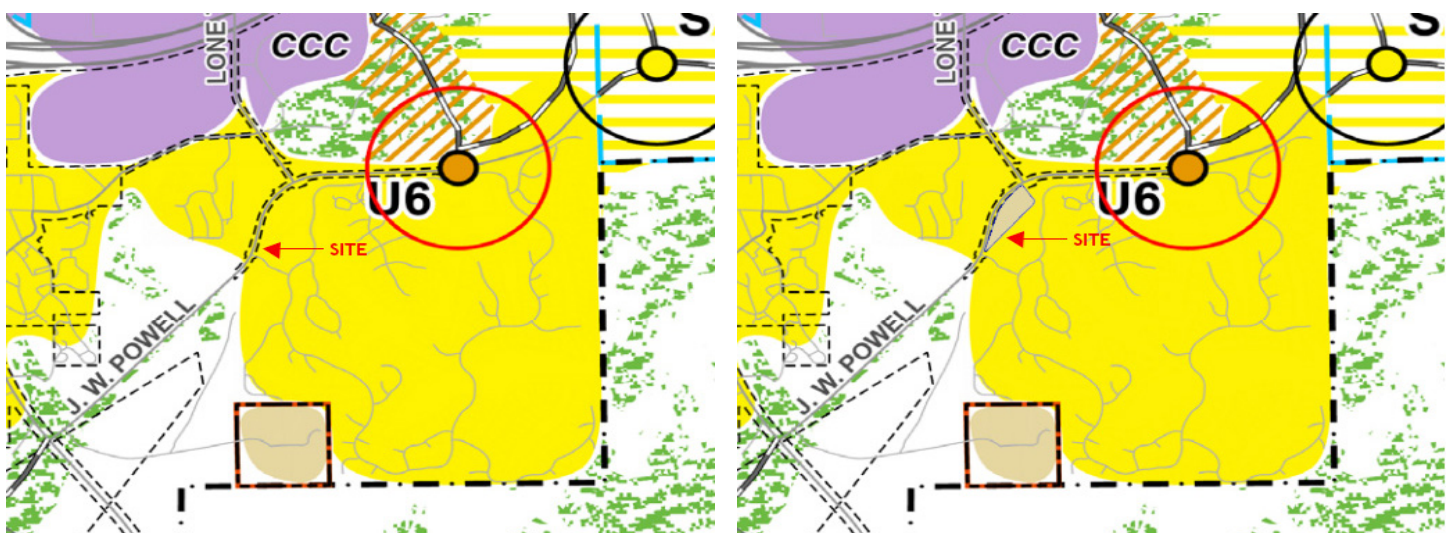 LONE
CCC
S
U6
SITE
J. W. POWELL
LONE
CCC
S
U6
SITE
J. W. POWELL